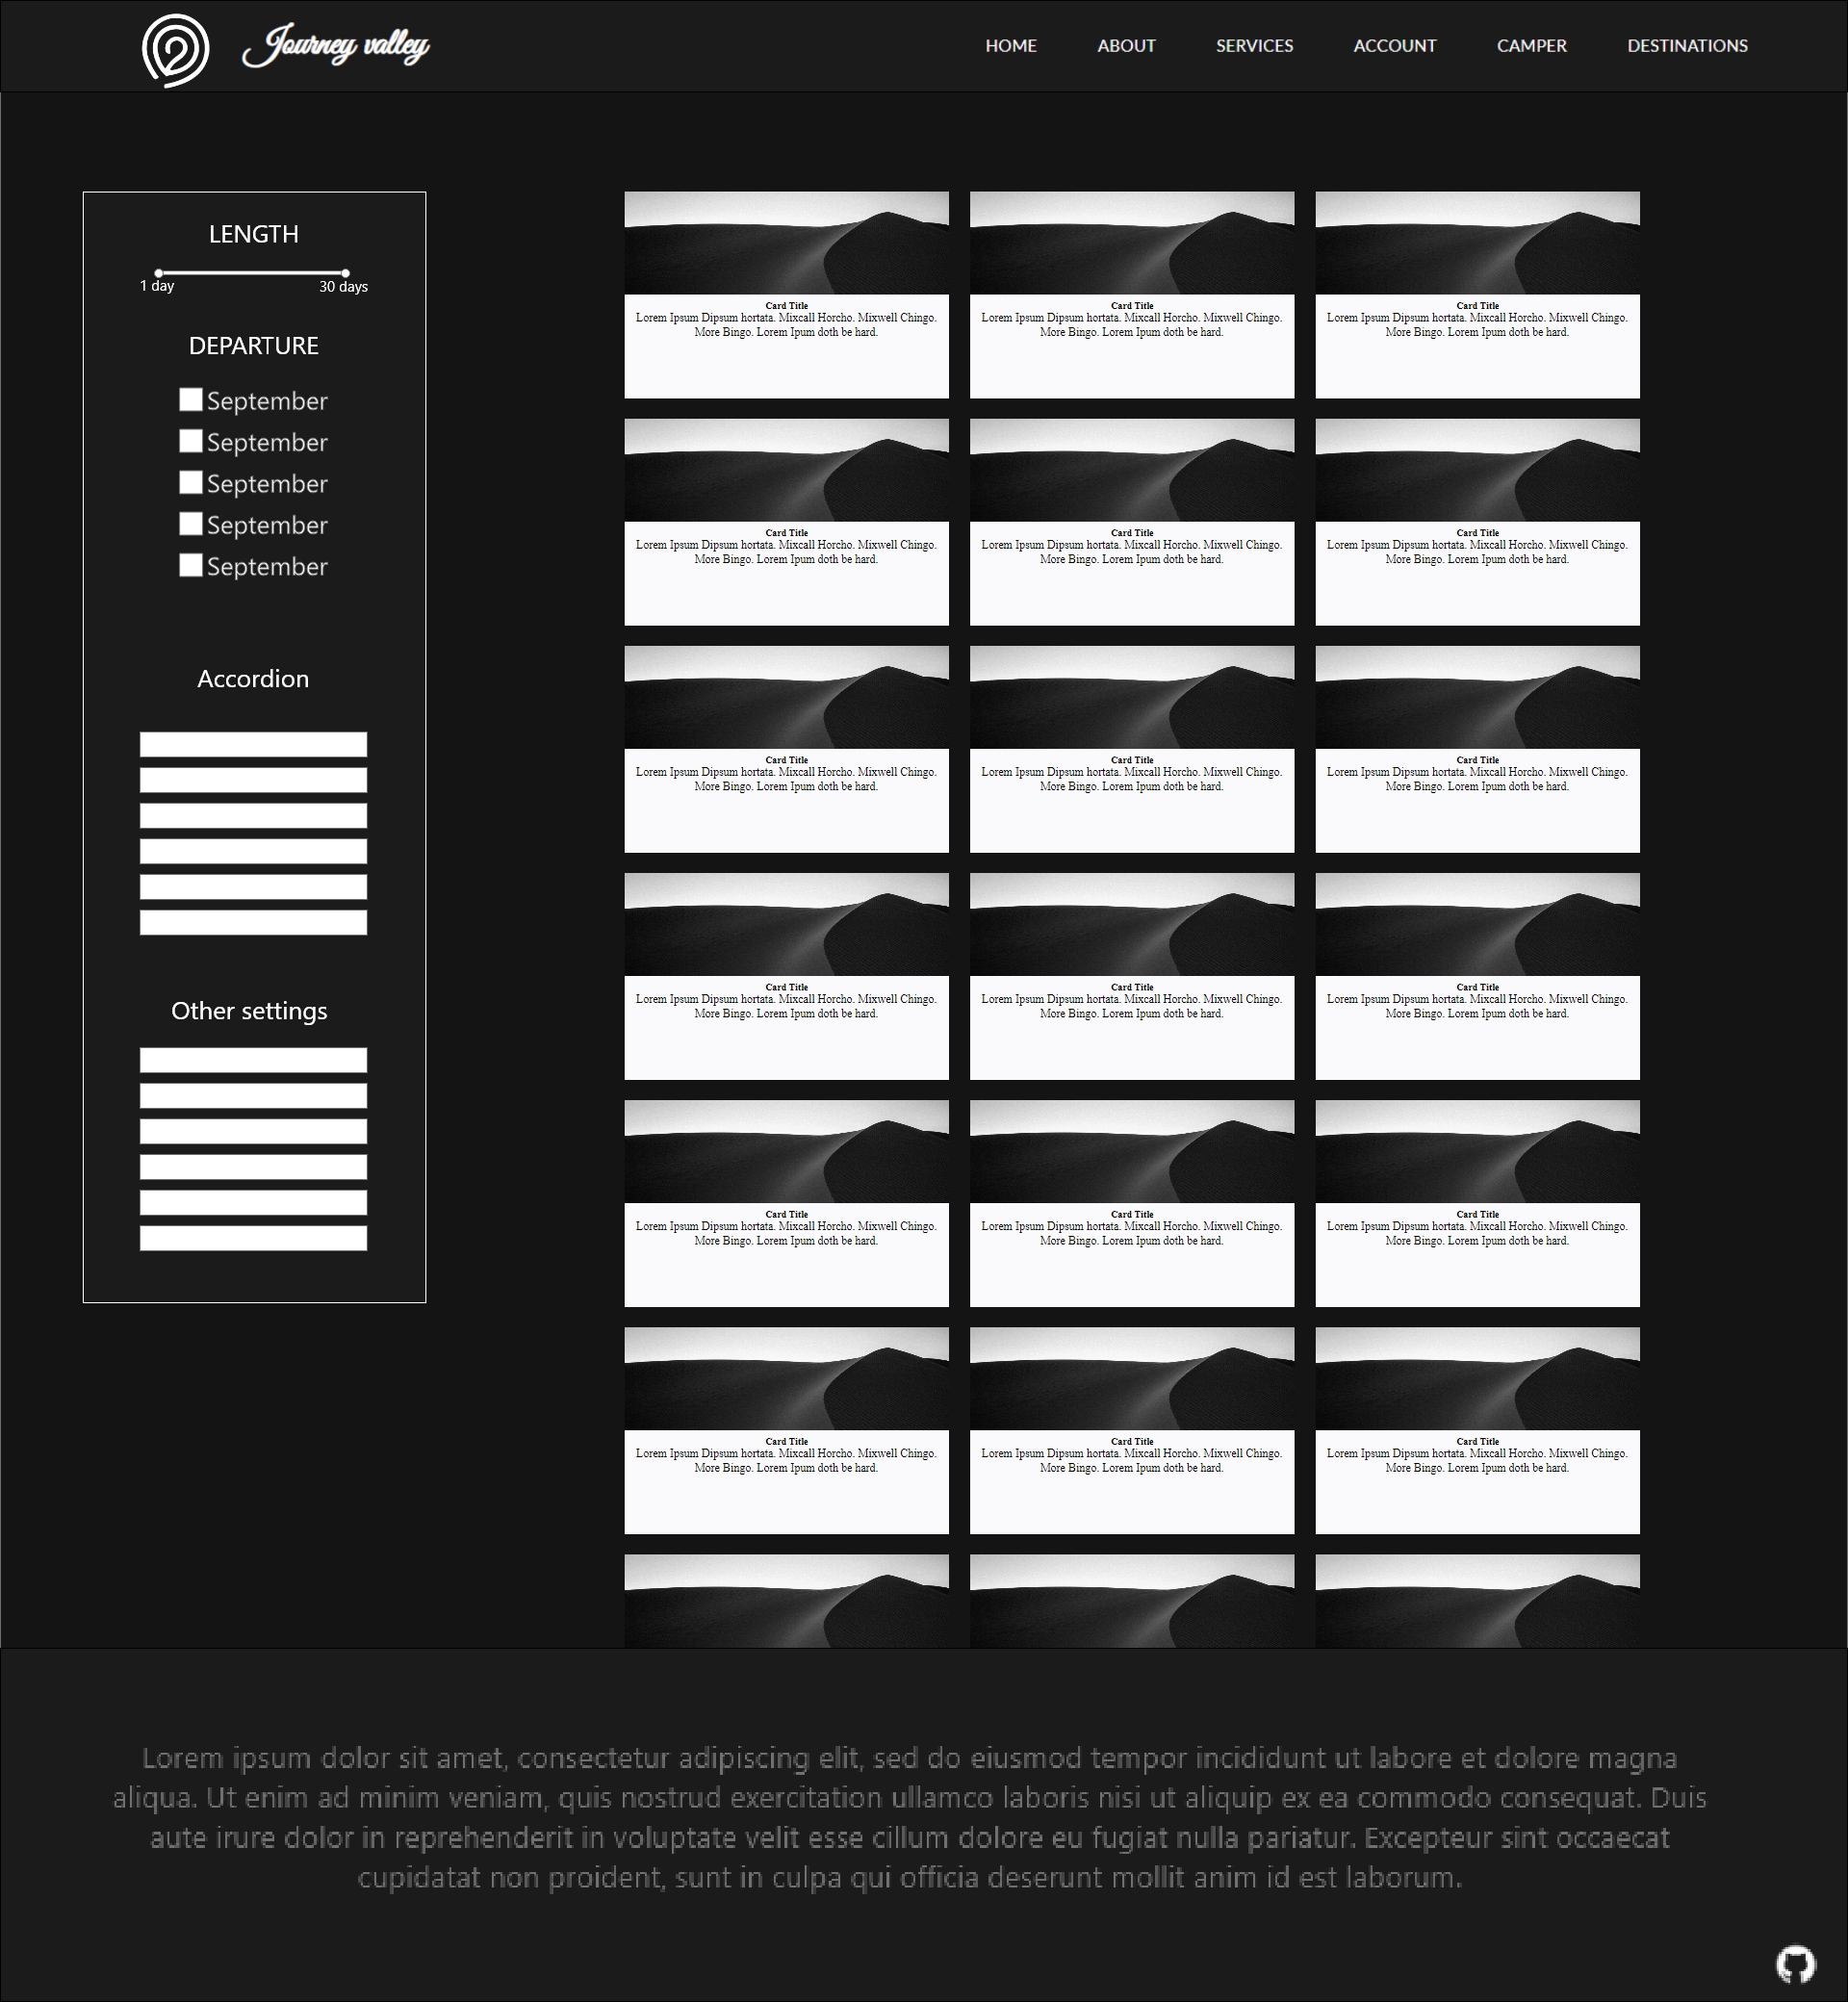 Journey valley
HOME ABOUT SERVICES ACCOUNT CAMPER DESTINATIONS
LENGTH
1 day 30 days
DEPARTURE
September
September
September
September
September
Accordion
Other settings
Card Title
Lorem Ipsum Dipsum hortata. Mixcall Horcho. Mixwell Chingo.
More Bingo. Lorem Ipum doth be hard.
Card Title
Lorem Ipsum Dipsum hortata. Mixcall Horcho. Mixwell Chingo.
More Bingo. Lorem Ipum doth be hard.
Card Title
Lorem Ipsum Dipsum hortata. Mixcall Horcho. Mixwell Chingo.
More Bingo. Lorem Ipum doth be hard.
Card Title
Lorem Ipsum Dipsum hortata. Mixcall Horcho. Mixwell Chingo.
More Bingo. Lorem Ipum doth be hard.
Card Title
Lorem Ipsum Dipsum hortata. Mixcall Horcho. Mixwell Chingo.
More Bingo. Lorem Ipum doth be hard.
Card Title
Lorem Ipsum Dipsum hortata. Mixcall Horcho. Mixwell Chingo.
More Bingo. Lorem Ipum doth be hard.
Card Title
Lorem Ipsum Dipsum hortata. Mixcall Horcho. Mixwell Chingo.
More Bingo. Lorem Ipum doth be hard.
Card Title
Lorem Ipsum Dipsum hortata. Mixcall Horcho. Mixwell Chingo.
More Bingo. Lorem Ipum doth be hard.
Card Title
Lorem Ipsum Dipsum hortata. Mixcall Horcho. Mixwell Chingo.
More Bingo. Lorem Ipum doth be hard.
Card Title
Lorem Ipsum Dipsum hortata. Mixcall Horcho. Mixwell Chingo.
More Bingo. Lorem Ipum doth be hard.
Card Title
Lorem Ipsum Dipsum hortata. Mixcall Horcho. Mixwell Chingo.
More Bingo. Lorem Ipum doth be hard.
Card Title
Lorem Ipsum Dipsum hortata. Mixcall Horcho. Mixwell Chingo.
More Bingo. Lorem Ipum doth be hard.
Card Title
Lorem Ipsum Dipsum hortata. Mixcall Horcho. Mixwell Chingo.
More Bingo. Lorem Ipum doth be hard.
Card Title
Lorem Ipsum Dipsum hortata. Mixcall Horcho. Mixwell Chingo.
More Bingo. Lorem Ipum doth be hard.
Card Title
Lorem Ipsum Dipsum hortata. Mixcall Horcho. Mixwell Chingo.
More Bingo. Lorem Ipum doth be hard.
Card Title
Lorem Ipsum Dipsum hortata. Mixcall Horcho. Mixwell Chingo.
More Bingo. Lorem Ipum doth be hard.
Card Title
Lorem Ipsum Dipsum hortata. Mixcall Horcho. Mixwell Chingo.
More Bingo. Lorem Ipum doth be hard.
Card Title
Lorem Ipsum Dipsum hortata. Mixcall Horcho. Mixwell Chingo.
More Bingo. Lorem Ipum doth be hard.
Lorem ipsum dolor sit amet, consectetur adipiscing elit, sed do eiusmod tempor incididunt ut labore et dolore magna
aliqua. Ut enim ad minim veniam, quis nostrud exercitation ullamco laboris nisi ut aliquip ex ea commodo consequat. Duis
aute irure dolor in reprehenderit in voluptate velit esse cillum dolore eu fugiat nulla pariatur. Excepteur sint occaecat
cupidatat non proident, sunt in culpa qui officia deserunt mollit anim id est laborum.